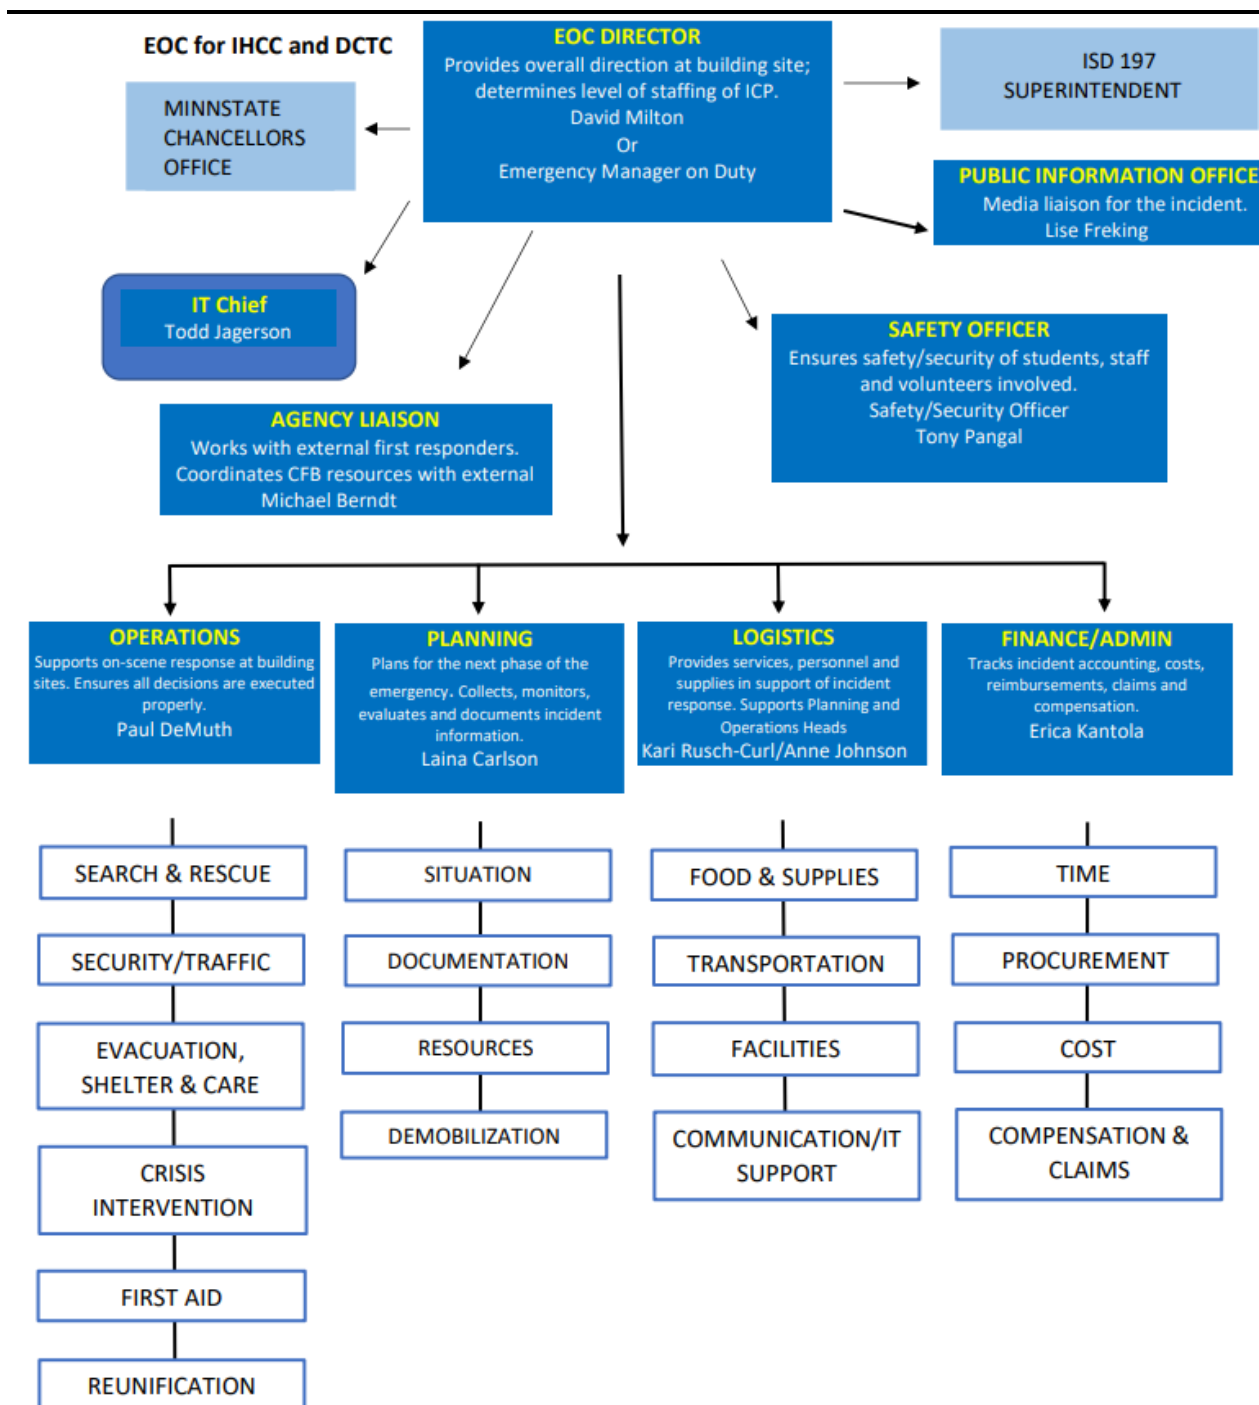 EOC for IHCC and DCTC
EOC DIRECTOR
Provides overall direction at building site;
determines level of staffing of ICP.
David Milton
Or
Emergency Manager on Duty
MINNSTATE
CHANCELLORS
OFFICE
ISD 197
SUPERINTENDENT
PUBLIC INFORMATION OFFICE
Media liaison for the incident.
Lise Freking
IT Chief
Todd Jagerson
SAFETY OFFICER
Ensures safety/security of students, staff
and volunteers involved.
Safety/Security Officer
Tony Pangal
AGENCY LIAISON
Works with external first responders.
Coordinates CFB resources with external
Michael Berndt
OPERATIONS
Supports on-scene response at building
sites. Ensures all decisions are executed
properly.
Paul DeMuth
PLANNING
Plans for the next phase of the
emergency. Collects, monitors,
evaluates and documents incident
information.
Laina Carlson
LOGISTICS
Provides services, personnel and
supplies in support of incident
response. Supports Planning and
Operations Heads
Kari Rusch-Curl/Anne Johnson
FINANCE/ADMIN
Tracks incident accounting, costs,
reimbursements, claims and
compensation.
Erica Kantola
SEARCH & RESCUE
SECURITY/TRAFFIC
EVACUATION,
SHELTER & CARE
CRISIS
INTERVENTION
FIRST AID
REUNIFICATION
SITUATION
DOCUMENTATION
RESOURCES
DEMOBILIZATION
FOOD & SUPPLIES
TRANSPORTATION
FACILITIES
COMMUNICATION/IT
SUPPORT
TIME
PROCUREMENT
COST
COMPENSATION &
CLAIMS